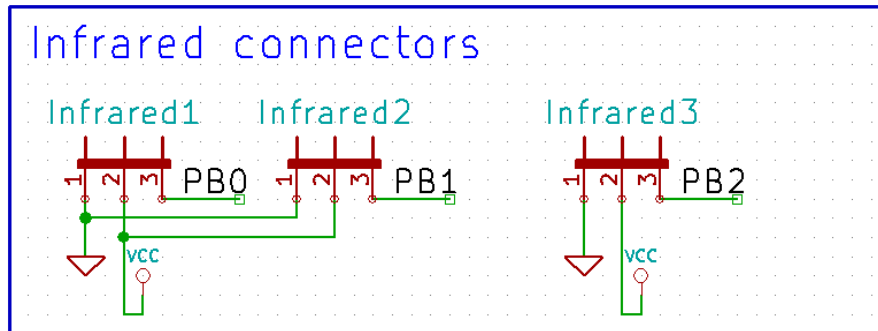 Infrared connectors
Infrared1 Infrared2 Infrared3
1 2 3 PB0 1 2 3 PB1 1 2 3 PB2
vcc vcc